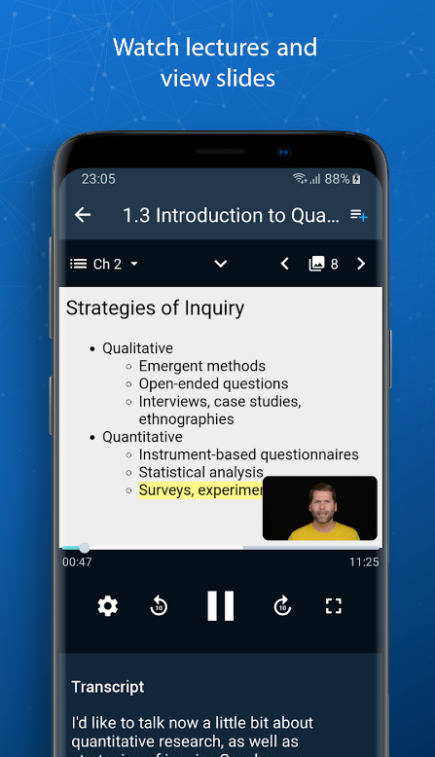 Watch lectures and
view slides
23:05
88%
1.3 Introduction to Qua...
Ch 2
8
Strategies of Inquiry
• Qualitative
◦ Emergent methods
◦ Open-ended questions
◦ Interviews, case studies,
ethnographies
• Quantitative
◦ Instrument-based questionnaires
◦ Statistical analysis
◦ Surveys, experimen
00:47
11:25
10
10
Transcript
I'd like to talk now a little bit about
quantitative research, as well as